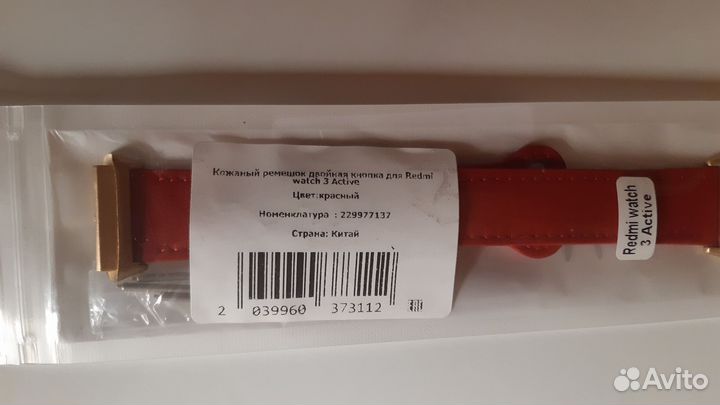 Кожаный ремешок двойная кнопка для Redmi
watch 3 Active
Цвет:красный
Номенклатура : 229977137
Страна: Китай
2 039960 373112
Redmi watch
3 Active
Avito